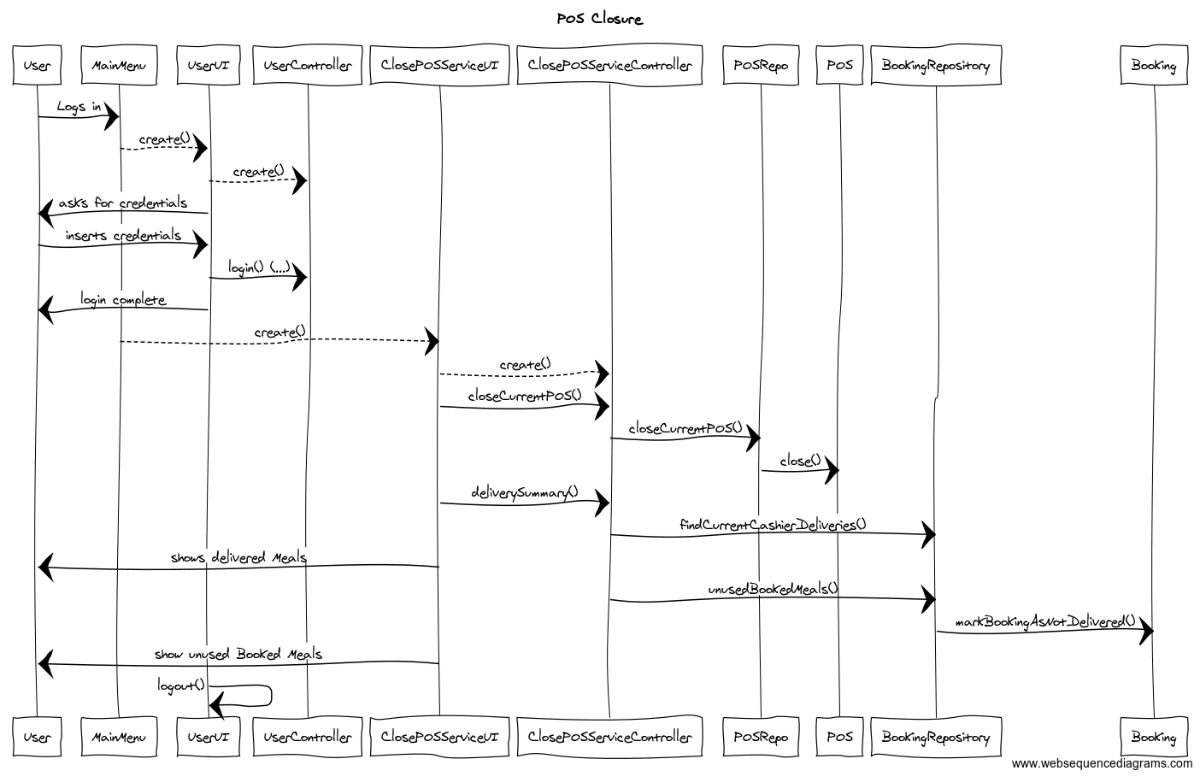 POS Closure
User MainMenu UserUI UserController ClosePOSServiceUI ClosePOSServiceController POSRepo POS BookingRepository Booking
Logs in
create()
create()
asks for credentials
inserts credentials
login() (...)
login complete
create()
create()
closeCurrentPOS()
closeCurrentPOS()
close()
deliverySummary()
findCurrentCashierDeliveries()
shows delivered Meals
unusedBookedMeals()
markBookingAsNotDelivered()
show unused Booked Meals
logout()
User MainMenu UserUI UserController ClosePOSServiceUI ClosePOSServiceController POSRepo POS BookingRepository Booking
www.websequencediagrams.com